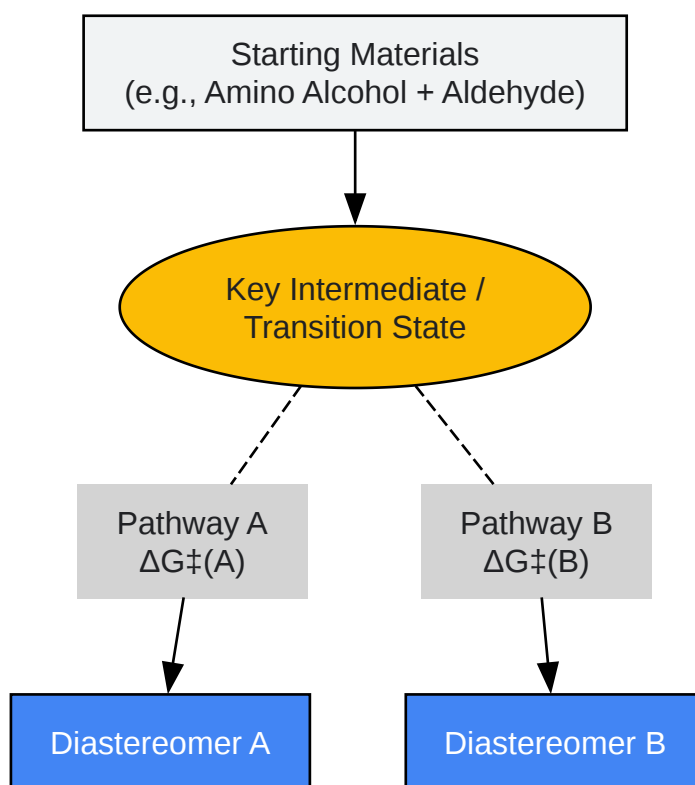 Starting Materials
(e.g., Amino Alcohol + Aldehyde)
Key Intermediate /
Transition State
Pathway A
ΔG‡(A)
Pathway B
ΔG‡(B)
Diastereomer A
Diastereomer B